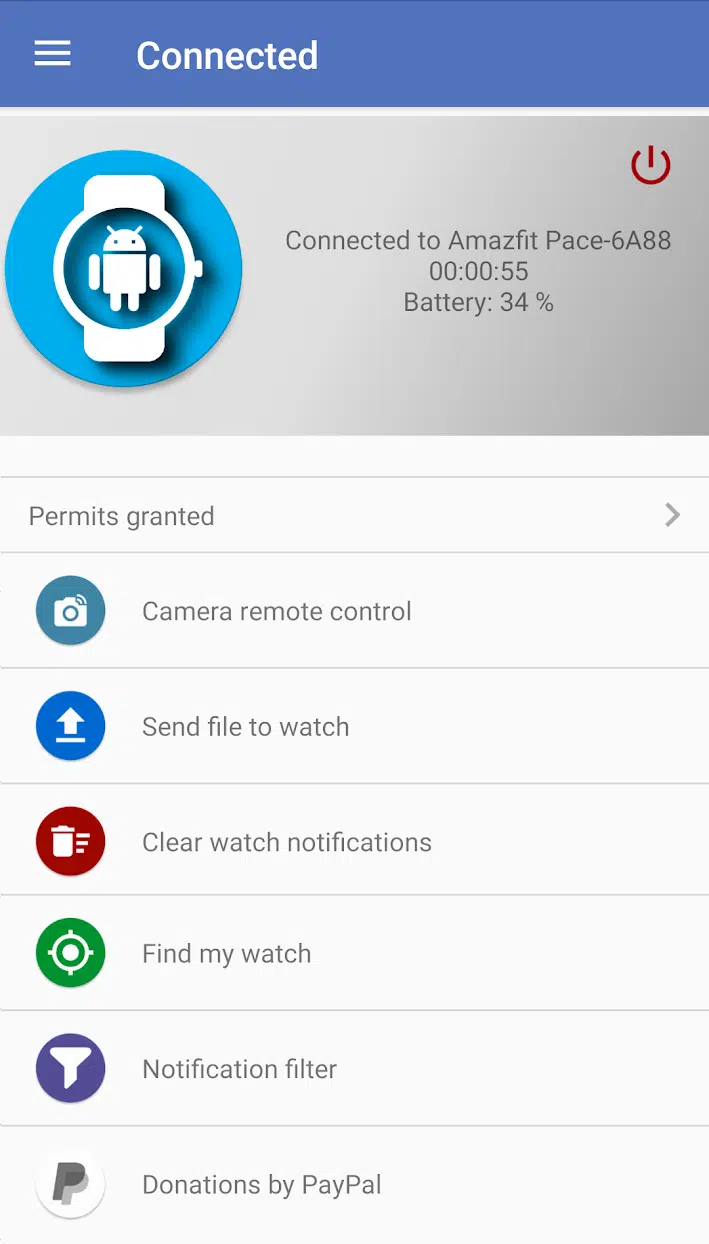 Connected
Connected to Amazfit Pace-6A88
00:00:55
Battery: 34 %
Permits granted
Camera remote control
Send file to watch
Clear watch notifications
Find my watch
Notification filter
Donations by PayPal